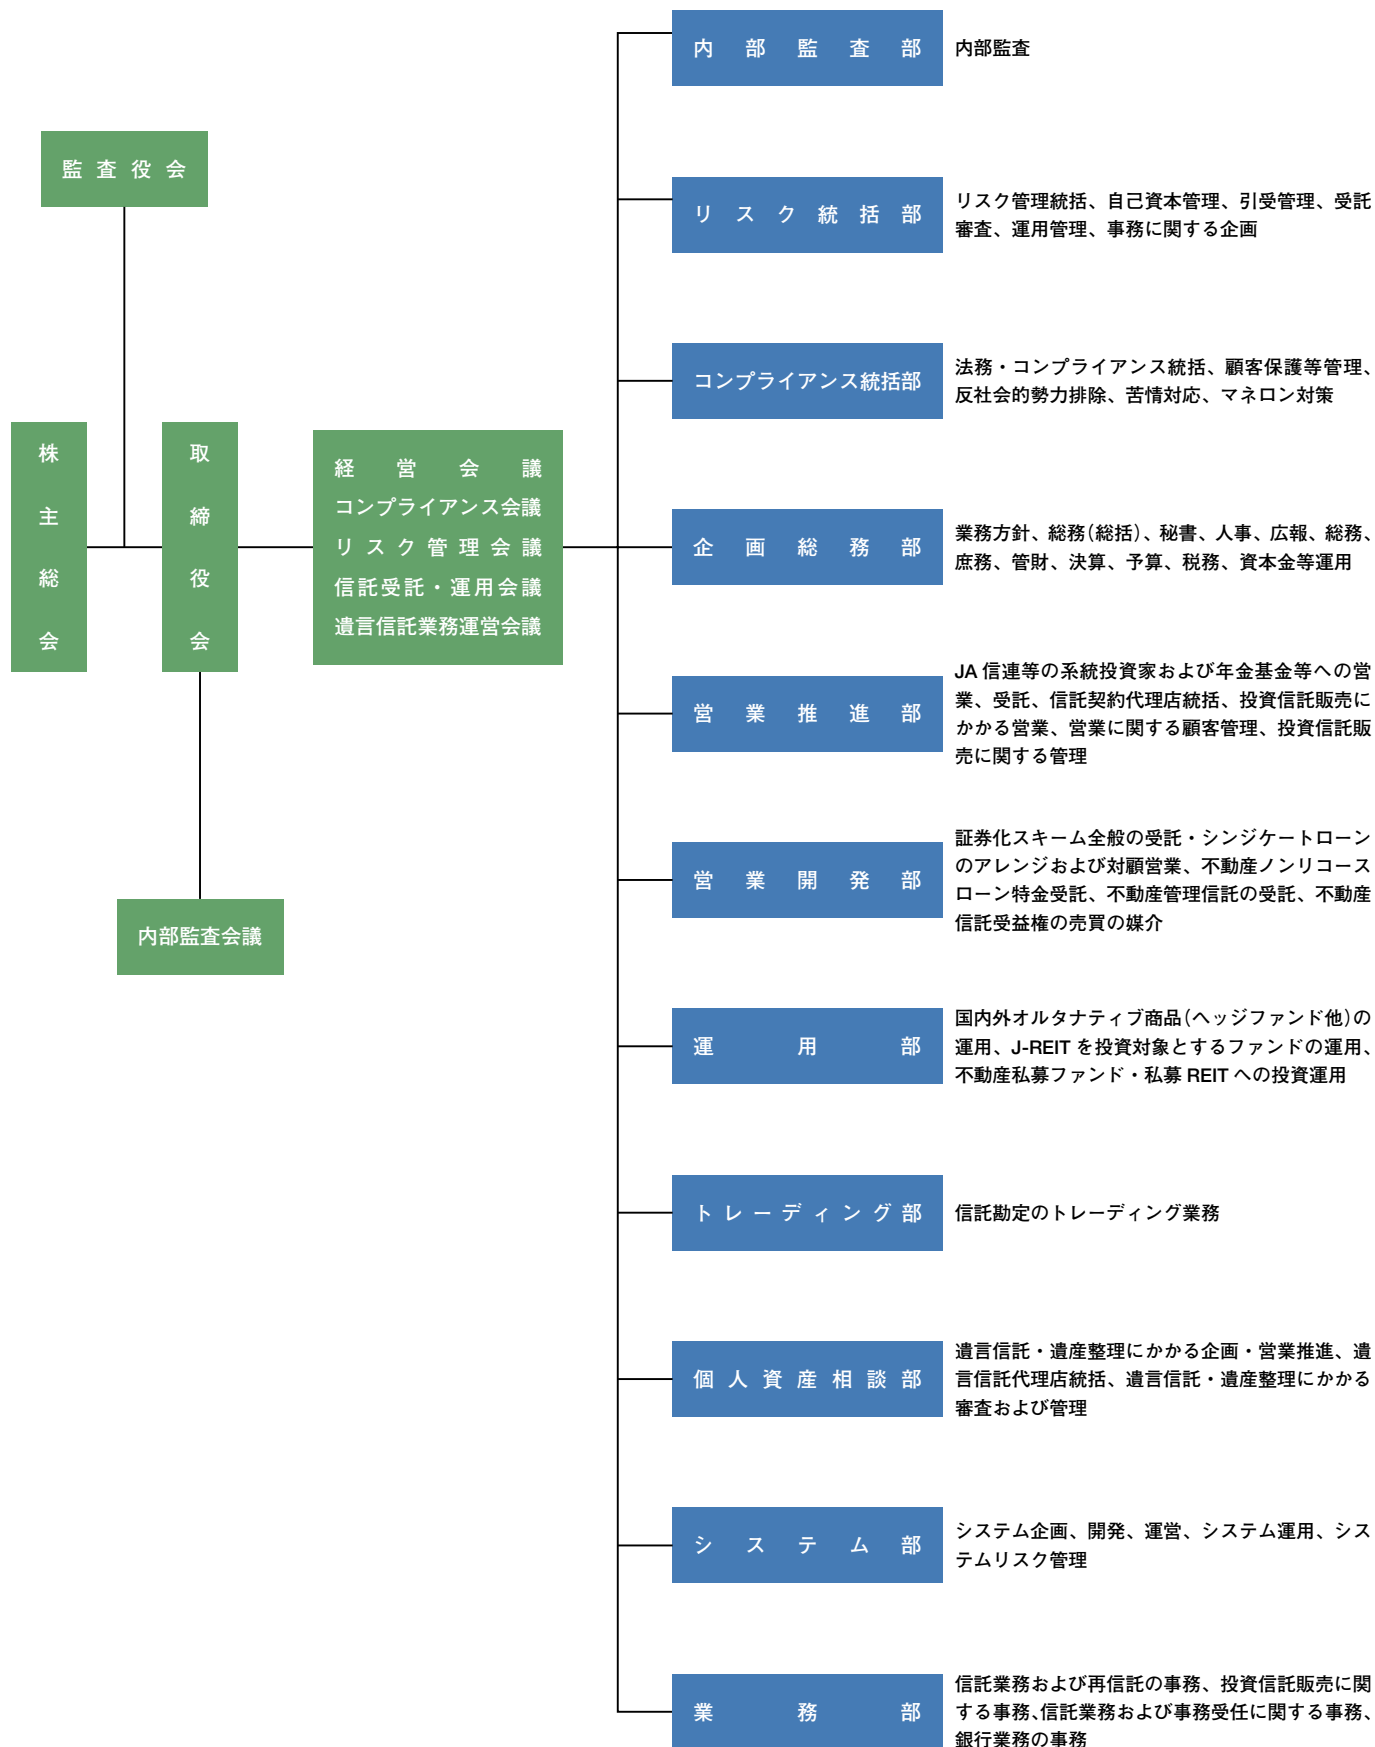 監査役会
株主総会
取締役会
経営会議
コンプライアンス会議
リスク管理会議
信託受託・運用会議
遺言信託業務運営会議
内部監査会議
内部監査部
内部監査
リスク統括部
リスク管理統括、自己資本管理、引受管理、受託
審査、運用管理、事務に関する企画
コンプライアンス統括部
法務・コンプライアンス統括、顧客保護等管理、
反社会的勢力排除、苦情対応、マネロン対策
企画総務部
業務方針、総務(総括)、秘書、人事、広報、総務、
庶務、管財、決算、予算、税務、資本金等運用
営業推進部
JA 信連等の系統投資家および年金基金等への営
業、受託、信託契約代理店統括、投資信託販売に
かかる営業、営業に関する顧客管理、投資信託販
売に関する管理
営業開発部
証券化スキーム全般の受託・シンジケートローン
のアレンジおよび対顧営業、不動産ノンリコース
ローン特金受託、不動産管理信託の受託、不動産
信託受益権の売買の媒介
運用部
国内外オルタナティブ商品(ヘッジファンド他)の
運用、J-REIT を投資対象とするファンドの運用、
不動産私募ファンド・私募 REIT への投資運用
トレーディング部
信託勘定のトレーディング業務
個人資産相談部
遺言信託・遺産整理にかかる企画・営業推進、遺
言信託代理店統括、遺言信託・遺産整理にかかる
審査および管理
システム部
システム企画、開発、運営、システム運用、シス
テムリスク管理
業務部
信託業務および再信託の事務、投資信託販売に関
する事務、信託業務および事務受任に関する事務、
銀行業務の事務